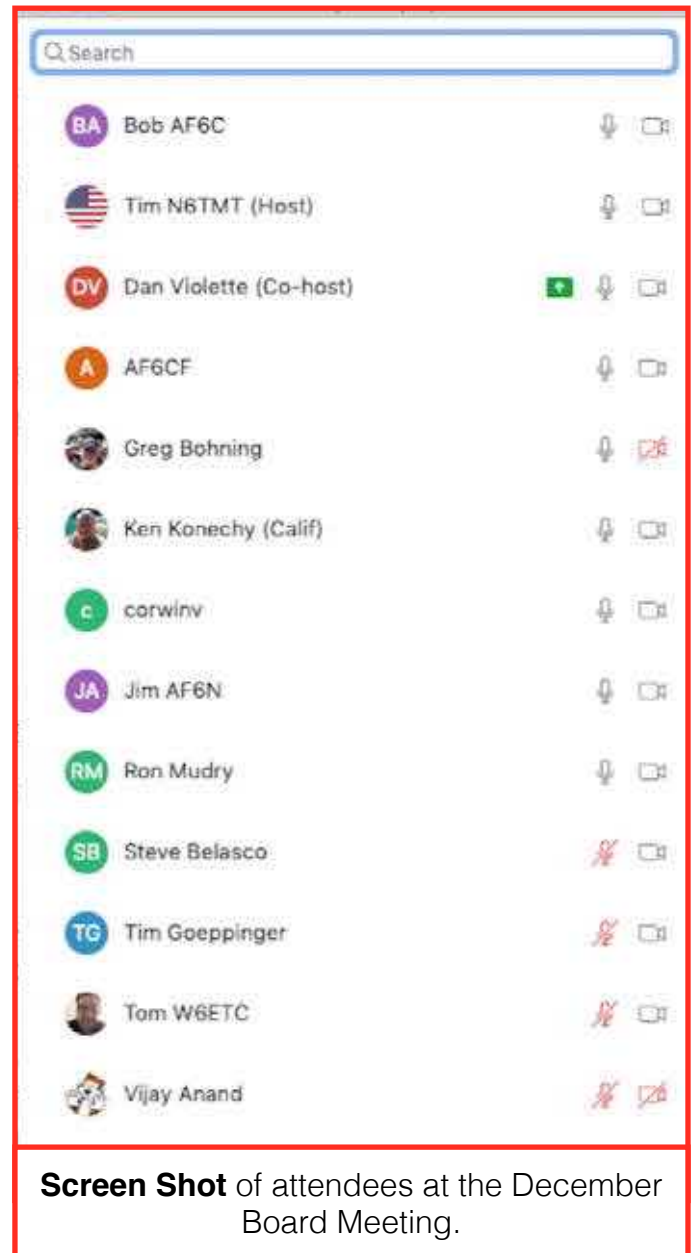 Search
BA Bob AF6C
Tim N6TMT (Host)
DV Dan Violette (Co-host)
A AF6CF
Greg Bohning
Ken Konechy (Calif)
c corwinv
JA Jim AF6N
RM Ron Mudry
SB Steve Belasco
TG Tim Goeppinger
Tom W6ETC
Vijay Anand
Screen Shot of attendees at the December
Board Meeting.